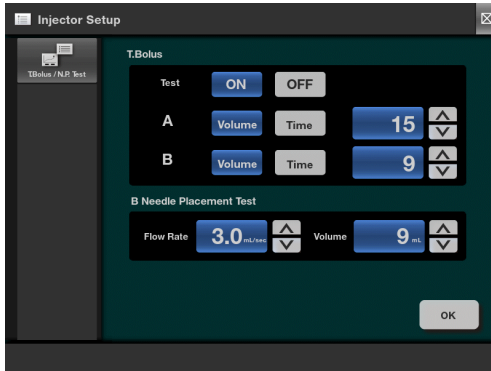 Injector Setup
T.Bolus / N.P. Test
T.Bolus
Test ON OFF
A Volume Time 15
B Volume Time 9
B Needle Placement Test
Flow Rate 3.0 mL/sec Volume 9 mL
OK